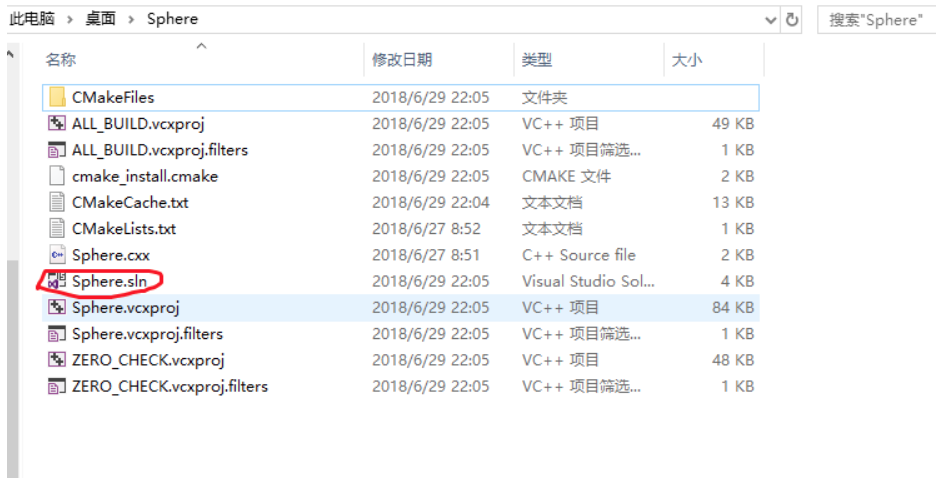 此电脑 › 桌面 › Sphere 搜索"Sphere"
名称 修改日期 类型 大小
CMakeFiles 2018/6/29 22:05 文件夹
ALL_BUILD.vcxproj 2018/6/29 22:05 VC++ 项目 49 KB
ALL_BUILD.vcxproj.filters 2018/6/29 22:05 VC++ 项目筛选... 1 KB
cmake_install.cmake 2018/6/29 22:05 CMAKE 文件 2 KB
CMakeCache.txt 2018/6/29 22:04 文本文档 13 KB
CMakeLists.txt 2018/6/27 8:52 文本文档 1 KB
Sphere.cxx 2018/6/27 8:51 C++ Source file 2 KB
Sphere.sln 2018/6/29 22:05 Visual Studio Sol... 4 KB
Sphere.vcxproj 2018/6/29 22:05 VC++ 项目 84 KB
Sphere.vcxproj.filters 2018/6/29 22:05 VC++ 项目筛选... 1 KB
ZERO_CHECK.vcxproj 2018/6/29 22:05 VC++ 项目 48 KB
ZERO_CHECK.vcxproj.filters 2018/6/29 22:05 VC++ 项目筛选... 1 KB